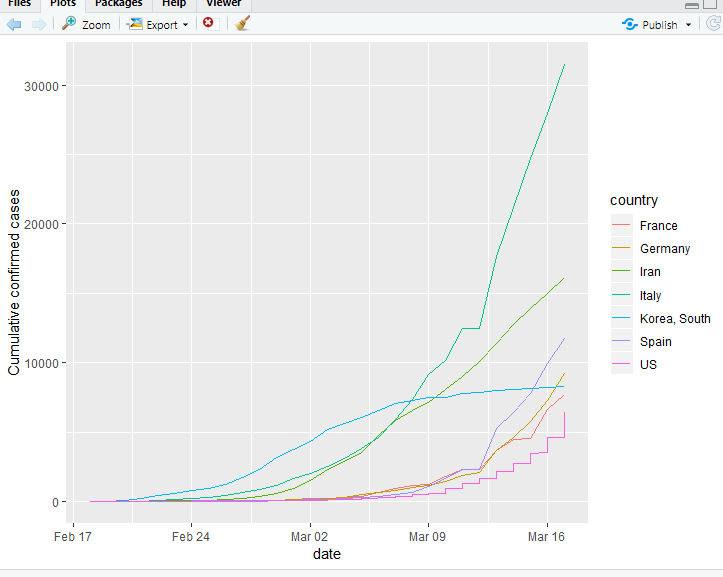 Files Plots Packages Help Viewer
Zoom Export Publish
30000
20000
10000
0
Cumulative confirmed cases
Feb 17 Feb 24 Mar 02 Mar 09 Mar 16
date
country
France
Germany
Iran
Italy
Korea, South
Spain
US